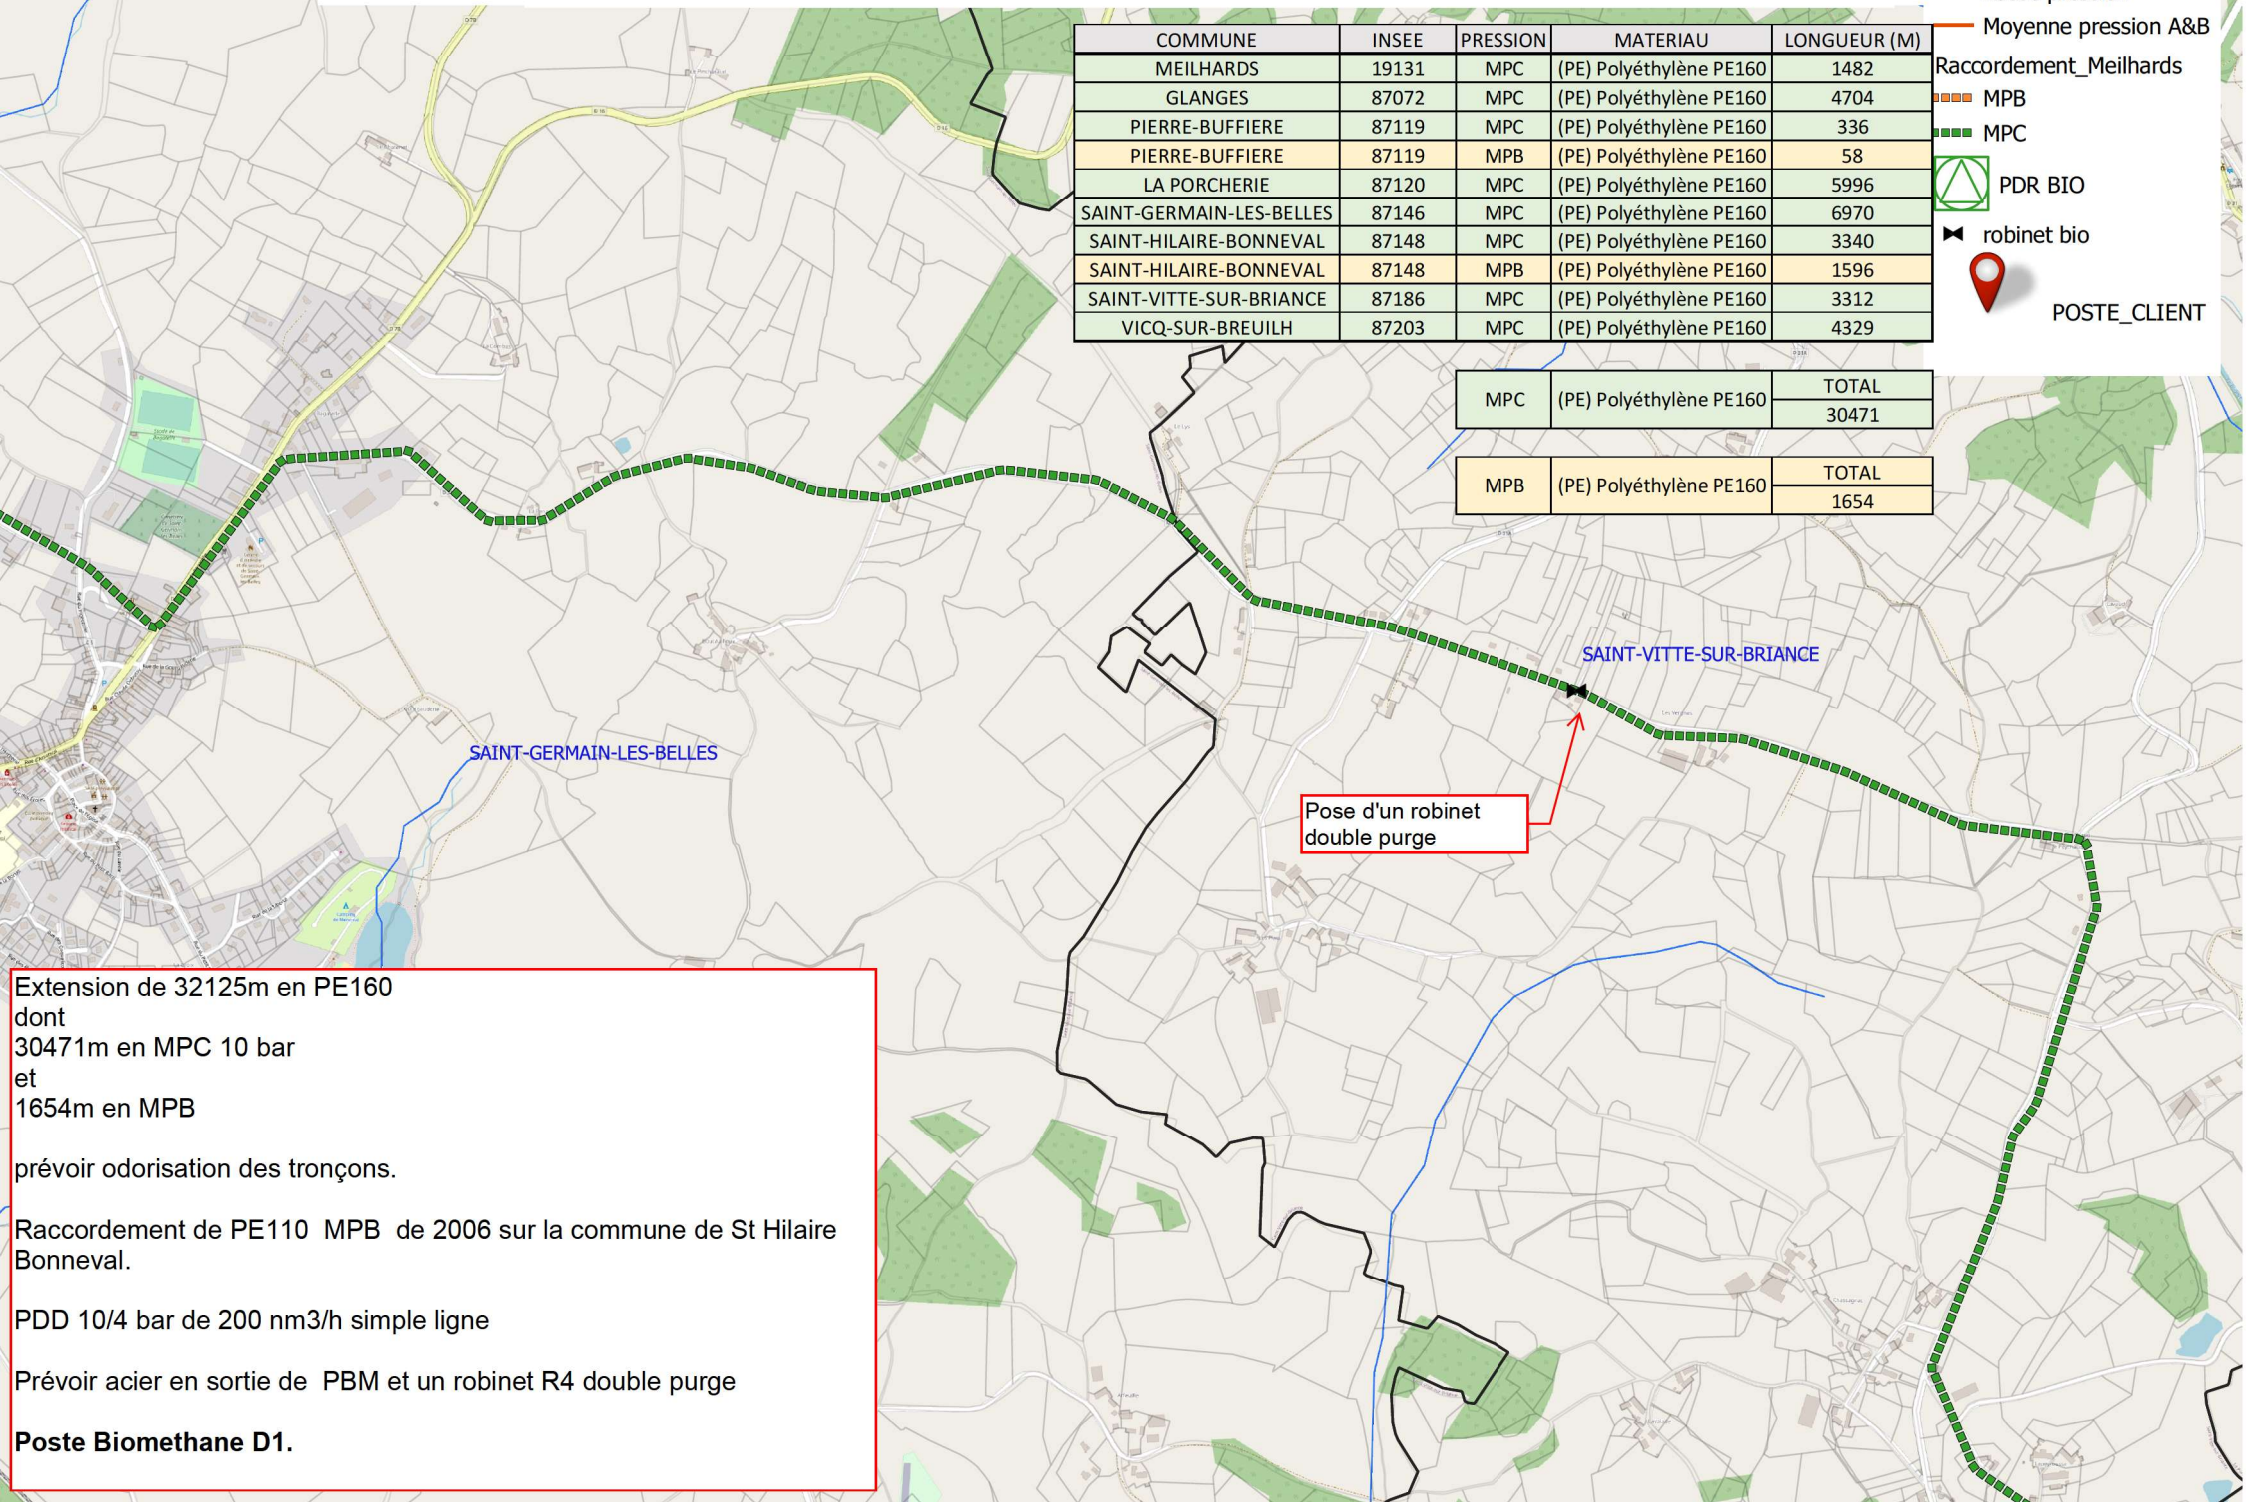 COMMUNE INSEE PRESSION MATERIAU LONGUEUR (M)
MEILHARDS 19131 MPC (PE) Polyéthylène PE160 1482
GLANGES 87072 MPC (PE) Polyéthylène PE160 4704
PIERRE-BUFFIERE 87119 MPC (PE) Polyéthylène PE160 336
PIERRE-BUFFIERE 87119 MPB (PE) Polyéthylène PE160 58
LA PORCHERIE 87120 MPC (PE) Polyéthylène PE160 5996
SAINT-GERMAIN-LES-BELLES 87146 MPC (PE) Polyéthylène PE160 6970
SAINT-HILAIRE-BONNEVAL 87148 MPC (PE) Polyéthylène PE160 3340
SAINT-HILAIRE-BONNEVAL 87148 MPB (PE) Polyéthylène PE160 1596
SAINT-VITTE-SUR-BRIANCE 87186 MPC (PE) Polyéthylène PE160 3312
VICQ-SUR-BREUILH 87203 MPC (PE) Polyéthylène PE160 4329
MPC (PE) Polyéthylène PE160 TOTAL
30471
MPB (PE) Polyéthylène PE160 TOTAL
1654
Moyenne pression A&B
Raccordement_Meilhards
MPB
MPC
PDR BIO
robinet bio
POSTE_CLIENT
SAINT-VITTE-SUR-BRIANCE
SAINT-GERMAIN-LES-BELLES
Pose d'un robinet
double purge
Extension de 32125m en PE160
dont
30471m en MPC 10 bar
et
1654m en MPB
prévoir odorisation des tronçons.
Raccordement de PE110 MPB de 2006 sur la commune de St Hilaire
Bonneval.
PDD 10/4 bar de 200 nm3/h simple ligne
Prévoir acier en sortie de PBM et un robinet R4 double purge
Poste Biomethane D1.